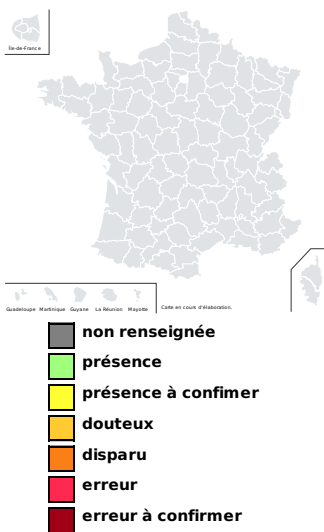 Île-de-France
Guadeloupe Martinique Guyane La Réunion Mayotte
Carte en cours d'élaboration.
non renseignée
présence
présence à confimer
douteux
disparu
erreur
erreur à confirmer